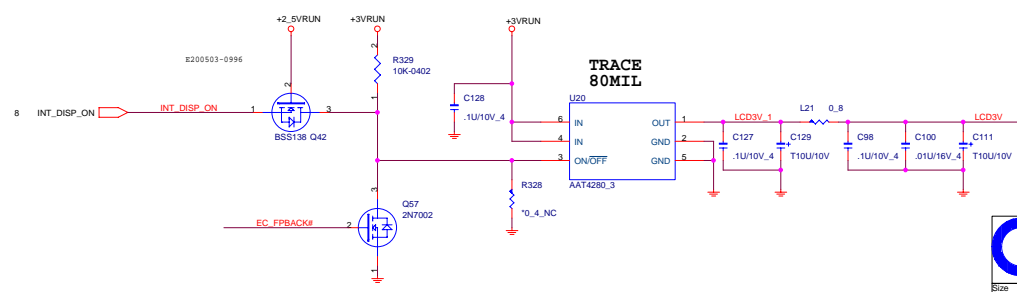 +2_5VRUN
+3VRUN
+3VRUN
E200503-0996
2
2
R329
10K-0402
TRACE
80MIL
8
INT_DISP_ON
INT_DISP_ON
1
3
1
BSS138 Q42
C128
.1U/10V_4
U20
6
IN
OUT
1
4
IN
GND
2
3
ON/OFF
GND
5
AAT4280_3
LCD3V_1
L21
0_8
LCD3V
C127
.1U/10V_4
C129
+
T10U/10V
C98
.1U/10V_4
C100
.01U/16V_4
C111
+
T10U/10V
R328
*0_4_NC
3
Q57
2N7002
EC_FPBACK#
2
1
Size